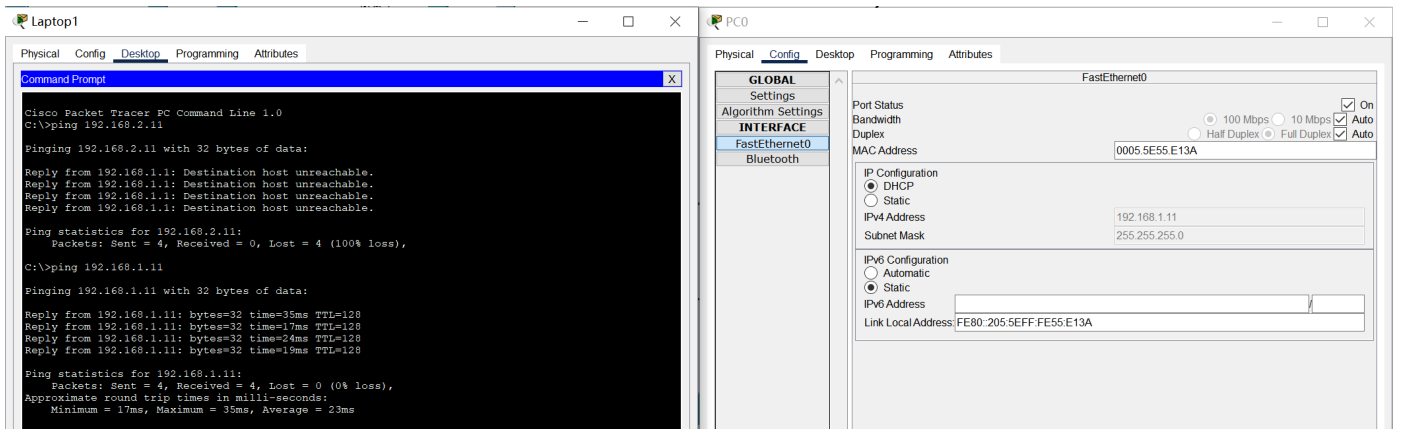 Laptop1
Physical Config Desktop Programming Attributes
Command Prompt
X
Cisco Packet Tracer PC Command Line 1.0
C:\>ping 192.168.2.11
Pinging 192.168.2.11 with 32 bytes of data:
Reply from 192.168.1.1: Destination host unreachable.
Reply from 192.168.1.1: Destination host unreachable.
Reply from 192.168.1.1: Destination host unreachable.
Reply from 192.168.1.1: Destination host unreachable.
Ping statistics for 192.168.2.11:
Packets: Sent = 4, Received = 0, Lost = 4 (100% loss),
C:\>ping 192.168.1.11
Pinging 192.168.1.11 with 32 bytes of data:
Reply from 192.168.1.11: bytes=32 time=35ms TTL=128
Reply from 192.168.1.11: bytes=32 time=17ms TTL=128
Reply from 192.168.1.11: bytes=32 time=24ms TTL=128
Reply from 192.168.1.11: bytes=32 time=19ms TTL=128
Ping statistics for 192.168.1.11:
Packets: Sent = 4, Received = 4, Lost = 0 (0% loss),
Approximate round trip times in milli-seconds:
Minimum = 17ms, Maximum = 35ms, Average = 23ms
PC0
Physical Config Desktop Programming Attributes
GLOBAL
Settings
Algorithm Settings
INTERFACE
FastEthernet0
Bluetooth
FastEthernet0
Port Status On
Bandwidth 100 Mbps 10 Mbps Auto
Duplex Half Duplex Full Duplex Auto
MAC Address 0005.5E55.E13A
IP Configuration
DHCP
Static
IPv4 Address 192.168.1.11
Subnet Mask 255.255.255.0
IPv6 Configuration
Automatic
Static
IPv6 Address /
Link Local Address: FE80::205:5EFF:FE55:E13A